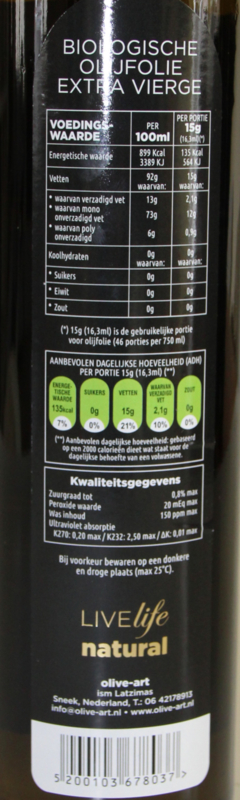 BIOLOGISCHE
OLIJFOLIE
EXTRA VIERGE
VOEDINGS-WAARDE PER 100ml PER PORTIE 15g (16,3ml)(*)
Energetische waarde 899 Kcal 3389 KJ 135 Kcal 564 KJ
Vetten 92g waarvan: 15g waarvan:
* waarvan verzadigd vet 13g 2,1g
* waarvan mono onverzadigd vet 73g 12g
* waarvan poly onverzadigd 6g 0,9g
Koolhydraten 0g waarvan: 0g waarvan:
* Suikers 0g 0g
* Eiwit 0g 0g
* Zout 0g 0g
(*) 15g (16,3ml) is de gebruikelijke portie
voor olijfolie (46 porties per 750 ml)
AANBEVOLEN DAGELIJKSE HOEVEELHEID (ADH)
PER PORTIE 15g (16,3ml) (**)
ENERGE-TISCHE WAARDE SUIKERS VETTEN WAARVAN VERZADIGD VET ZOUT
135kcal 0g 15g 2,1g 0g
7% 0% 21% 10% 0%
(**) Aanbevolen dagelijkse hoeveelheid: gebaseerd
op een 2000 calorieën dieet wat staat voor de
dagelijkse behoefte van een volwassene.
Kwaliteitsgegevens
Zuurgraad tot 0,8% max
Peroxide waarde 20 mEq max
Was inhoud 150 ppm max
Ultraviolet absorptie
K270: 0,20 max / K232: 2,50 max / ΔK: 0,01 max
Bij voorkeur bewaren op een donkere
en droge plaats (max 25°C).
LIVElife
natural
olive-art
ism Latzimas
Sneek, Nederland, T.: 06 42178913
info@olive-art.nl • www.olive-art.nl
5 200103 678037 >